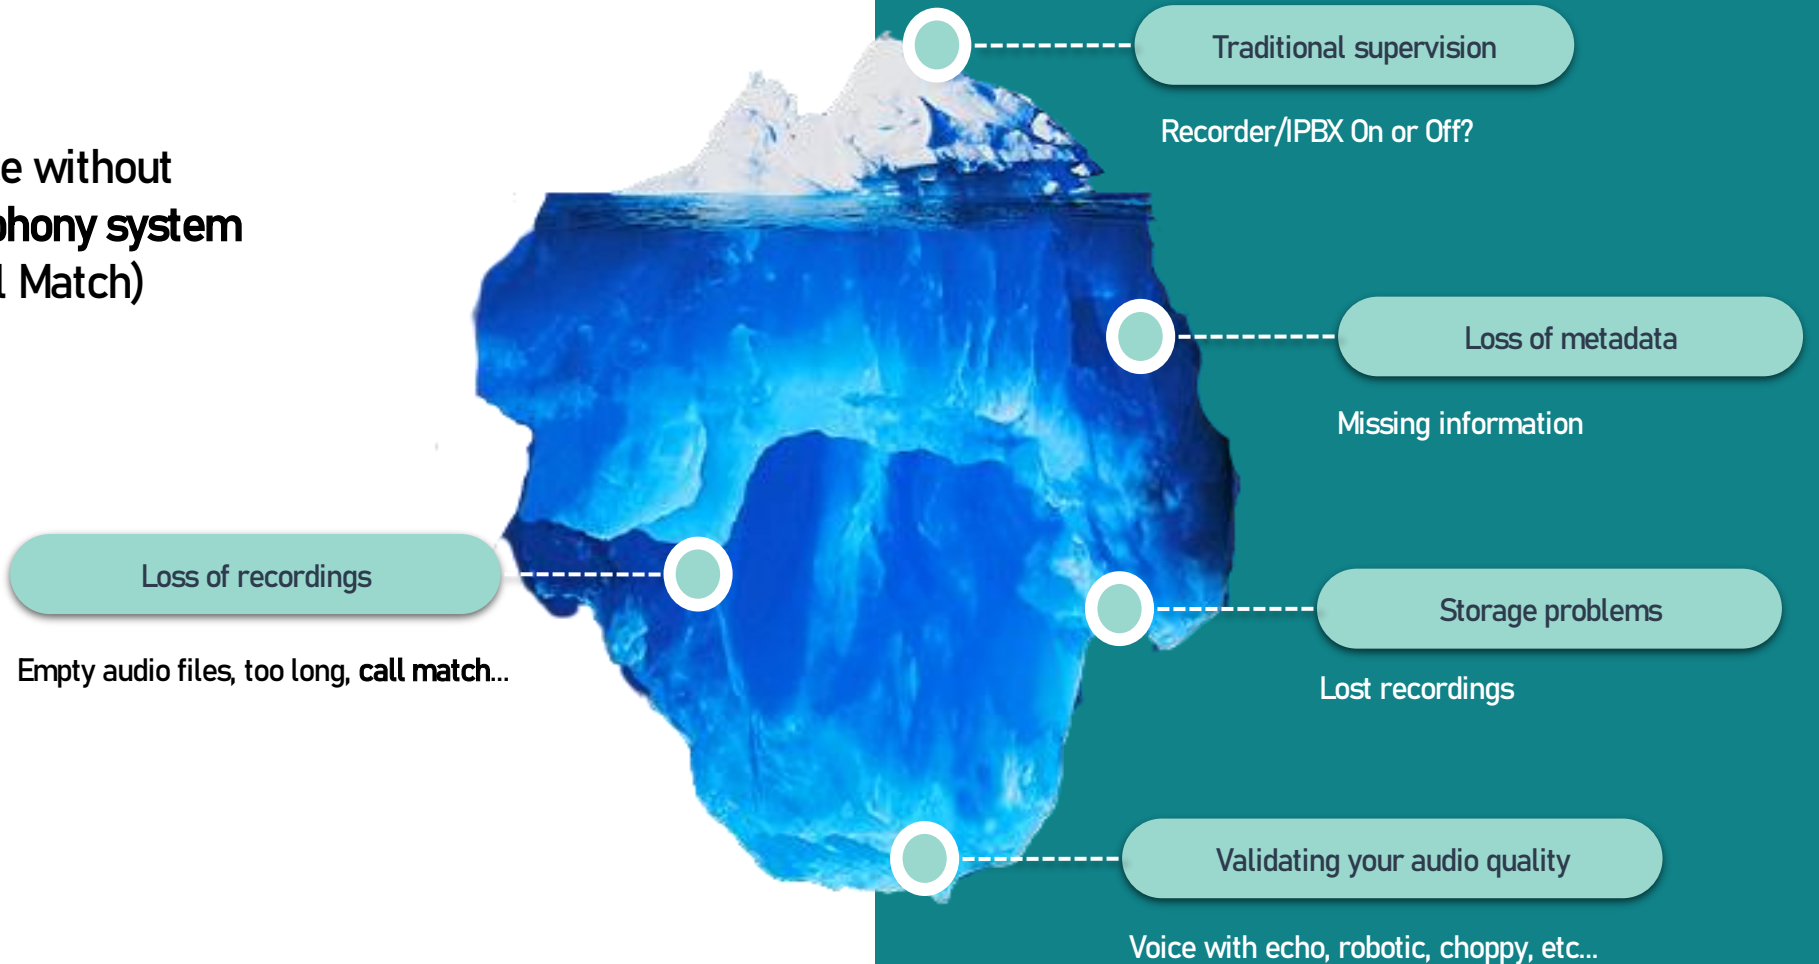 e without
phony system
l Match)
Traditional supervision
Recorder/IPBX On or Off?
Loss of metadata
Missing information
Loss of recordings
Empty audio files, too long, call match...
Storage problems
Lost recordings
Validating your audio quality
Voice with echo, robotic, choppy, etc...